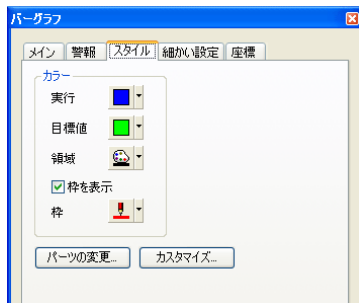 バーグラフ
メイン 警報 スタイル 細かい設定 座標
カラー
実行
目標値
領域
枠を表示
枠
パーツの変更... カスタマイズ...